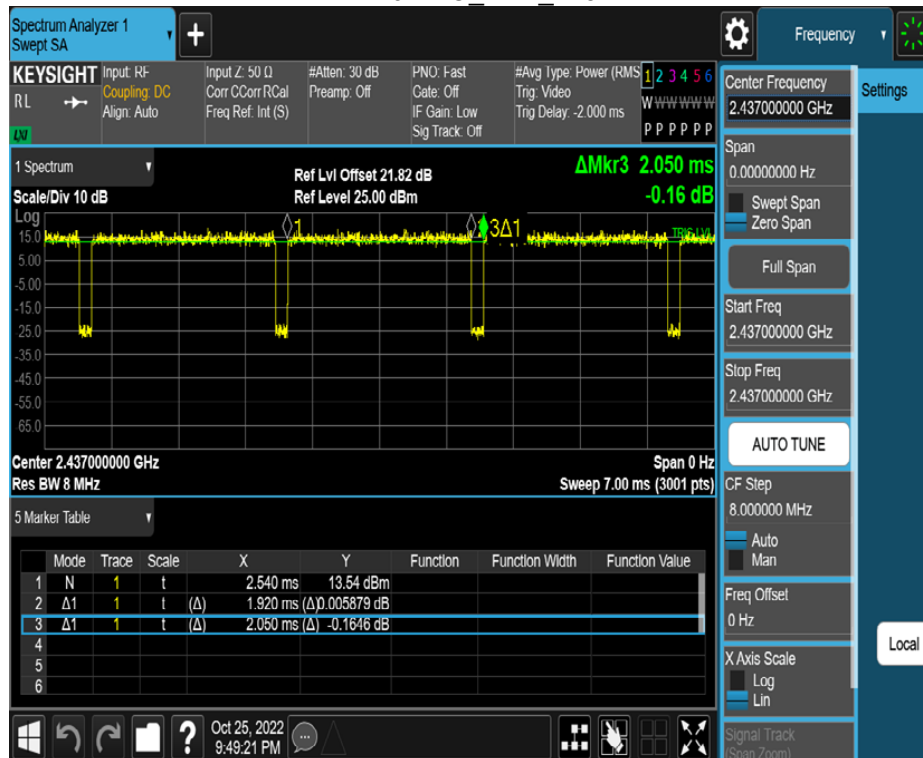 Spectrum Analyzer 1
Swept SA
+
Frequency
KEYSIGHT
RL
LXI
Input: RF
Coupling: DC
Align: Auto
Input Z: 50 Ω
Corr CCorr RCal
Freq Ref: Int (S)
#Atten: 30 dB
Preamp: Off
PNO: Fast
Gate: Off
IF Gain: Low
Sig Track: Off
#Avg Type: Power (RMS
Trig: Video
Trig Delay: -2.000 ms
1 2 3 4 5 6
W W W W W W
P P P P P P
1 Spectrum
Scale/Div 10 dB
Ref Lvl Offset 21.82 dB
Ref Level 25.00 dBm
ΔMkr3 2.050 ms
-0.16 dB
Log
15.0
5.00
-5.00
-15.0
-25.0
-35.0
-45.0
-55.0
-65.0
1
3Δ1
TRIG LVL
Center 2.437000000 GHz
Res BW 8 MHz
Span 0 Hz
Sweep 7.00 ms (3001 pts)
5 Marker Table
Mode Trace Scale X Y Function Function Width Function Value
1 N 1 t 2.540 ms 13.54 dBm
2 Δ1 1 t (Δ) 1.920 ms (Δ) 0.005879 dB
3 Δ1 1 t (Δ) 2.050 ms (Δ) -0.1646 dB
4
5
6
?
Oct 25, 2022
9:49:21 PM
Center Frequency
2.437000000 GHz
Settings
Span
0.00000000 Hz
Swept Span
Zero Span
Full Span
Start Freq
2.437000000 GHz
Stop Freq
2.437000000 GHz
AUTO TUNE
CF Step
8.000000 MHz
Auto
Man
Freq Offset
0 Hz
Local
X Axis Scale
Log
Lin
Signal Track
(Span Zoom)